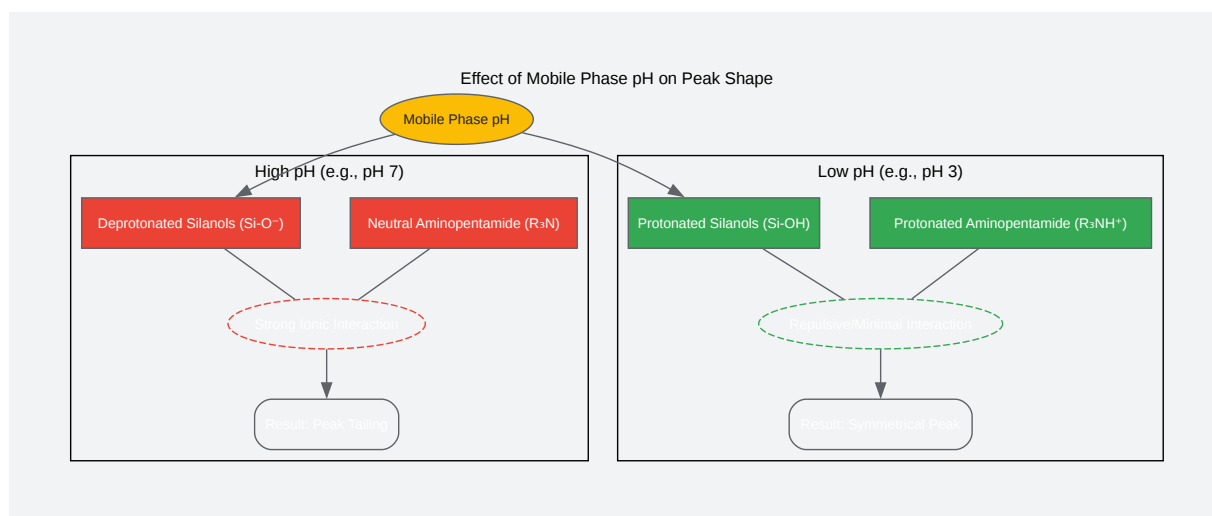 Effect of Mobile Phase pH on Peak Shape
Mobile Phase pH
High pH (e.g., pH 7)
Low pH (e.g., pH 3)
Deprotonated Silanols (Si-O⁻)
Neutral Aminopentamide (R₃N)
Protonated Silanols (Si-OH)
Protonated Aminopentamide (R₃NH⁺)
Strong Ionic Interaction
Repulsive/Minimal Interaction
Result: Peak Tailing
Result: Symmetrical Peak